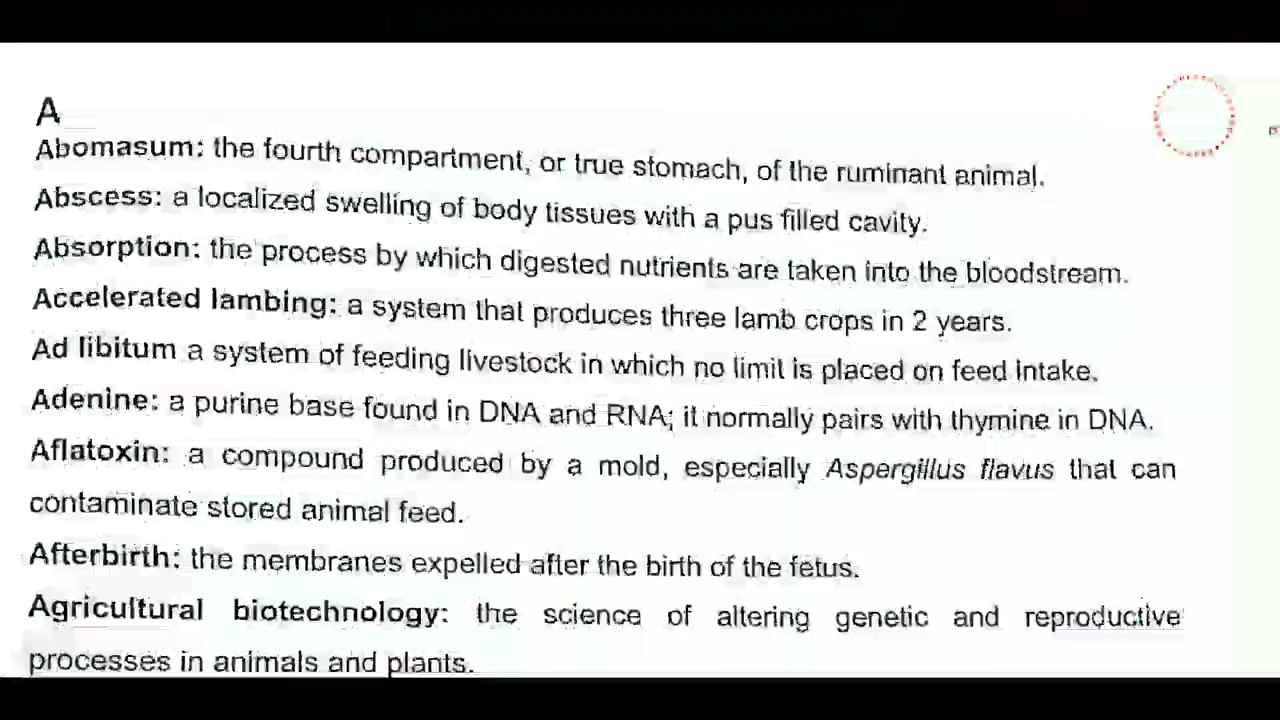 A
Abomasum: the fourth compartment, or true stomach, of the ruminant animal.
Abscess: a localized swelling of body tissues with a pus filled cavity.
Absorption: the process by which digested nutrients are taken into the bloodstream.
Accelerated lambing: a system that produces three lamb crops in 2 years.
Ad libitum a system of feeding livestock in which no limit is placed on feed intake.
Adenine: a purine base found in DNA and RNA; it normally pairs with thymine in DNA.
Aflatoxin: a compound produced by a mold, especially Aspergillus flavus that can
contaminate stored animal feed.
Afterbirth: the membranes expelled after the birth of the fetus.
Agricultural biotechnology: the science of altering genetic and reproductive
processes in animals and plants.